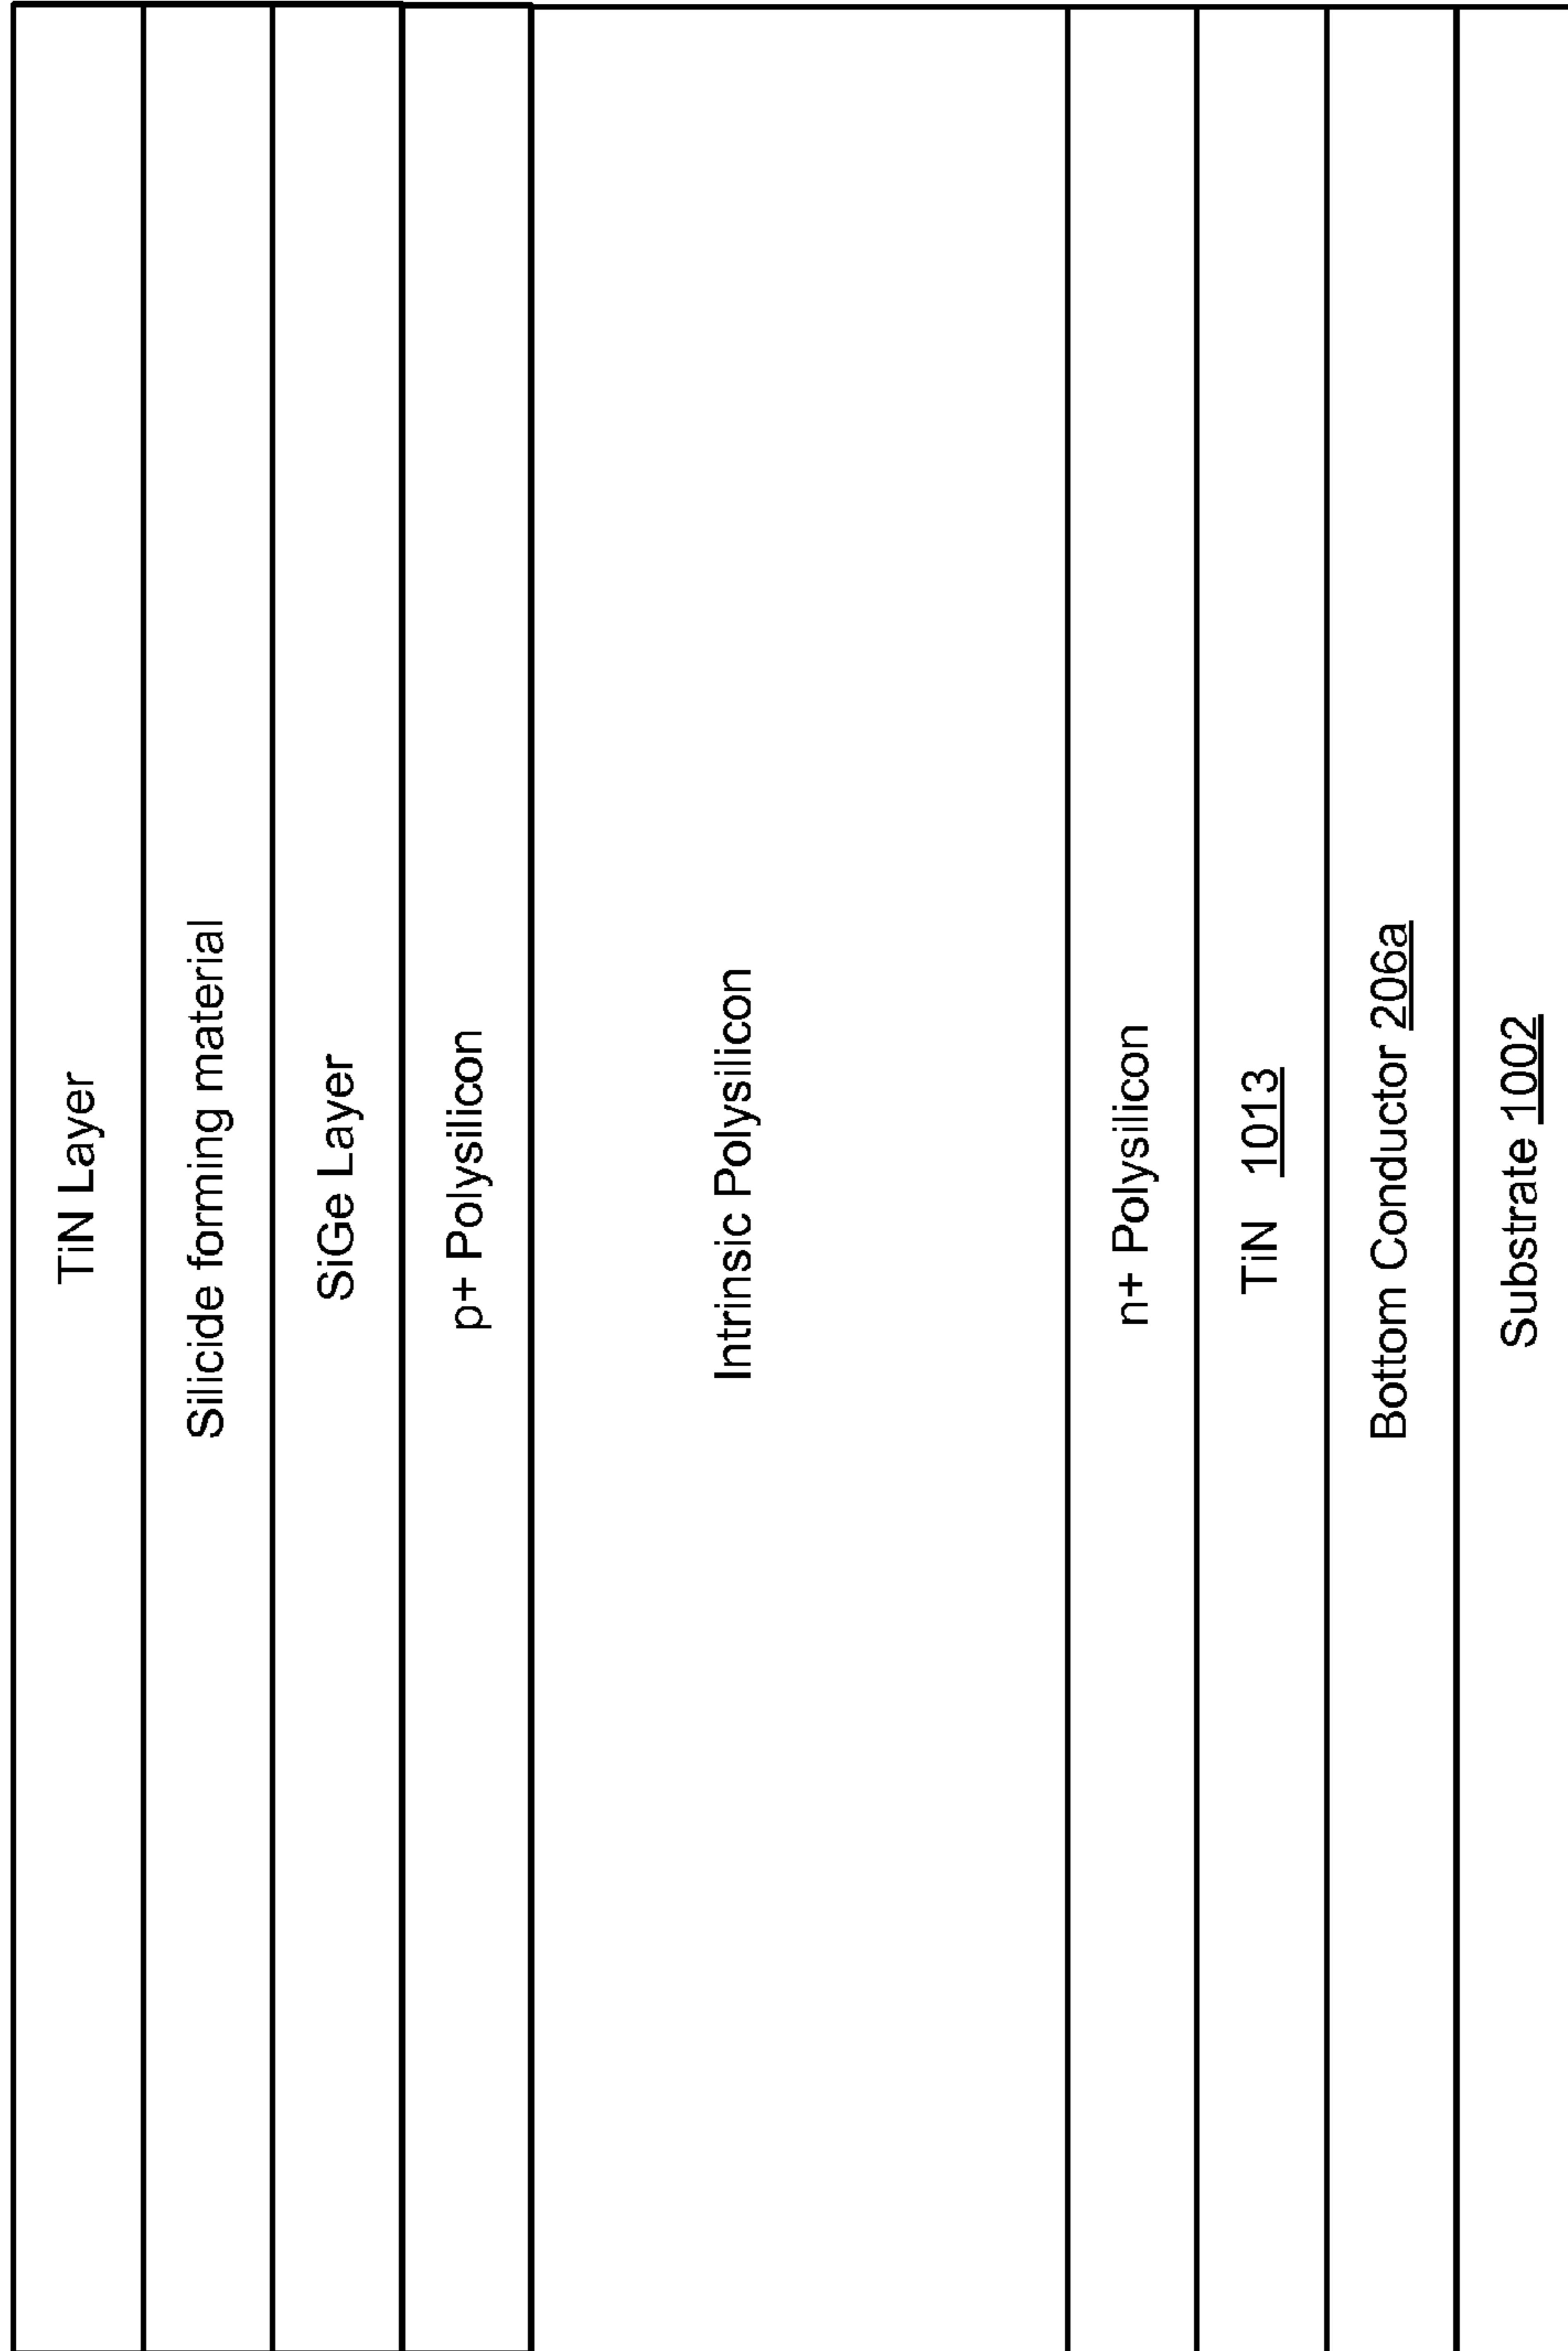 TiN Layer
Silicide forming material
SiGe Layer
p+ Polysilicon
Intrinsic Polysilicon
n+ Polysilicon
TiN 1013
Bottom Conductor 206a
Substrate 1002